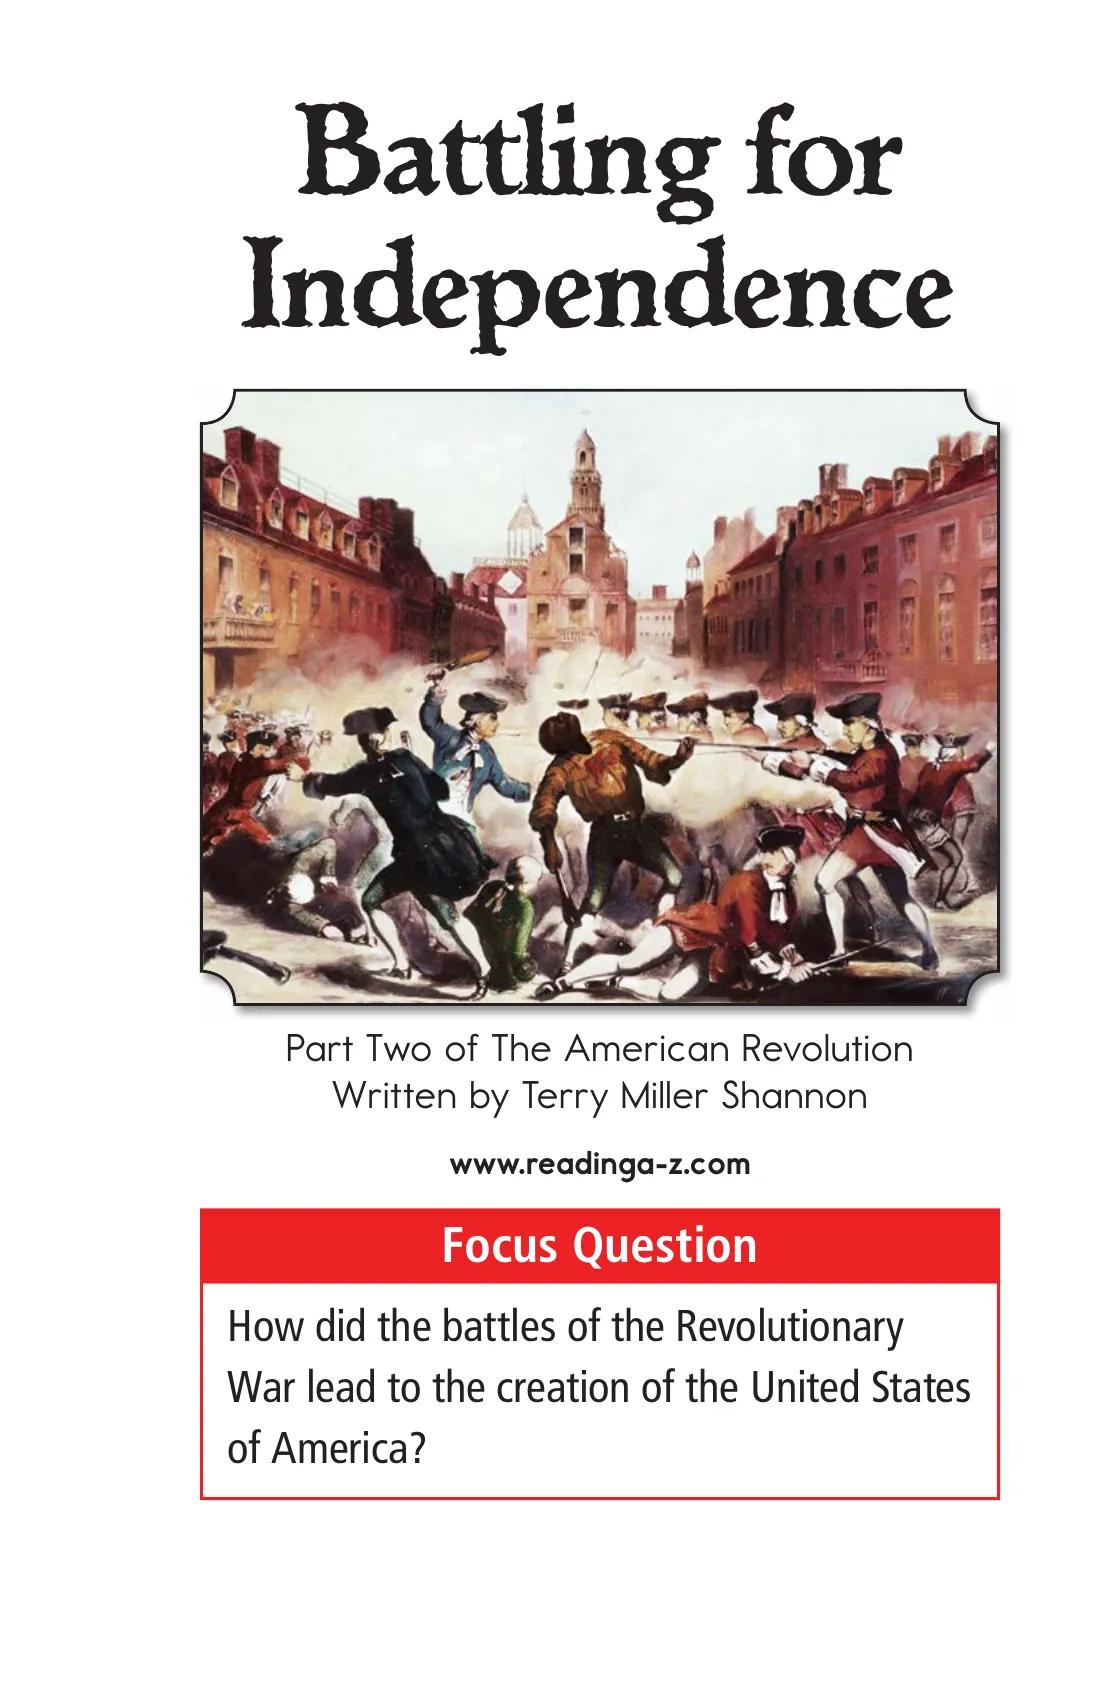 Battling for
Independence
Part Two of The American Revolution
Written by Terry Miller Shannon
www.readinga-z.com
Focus Question
How did the battles of the Revolutionary
War lead to the creation of the United States
of America?